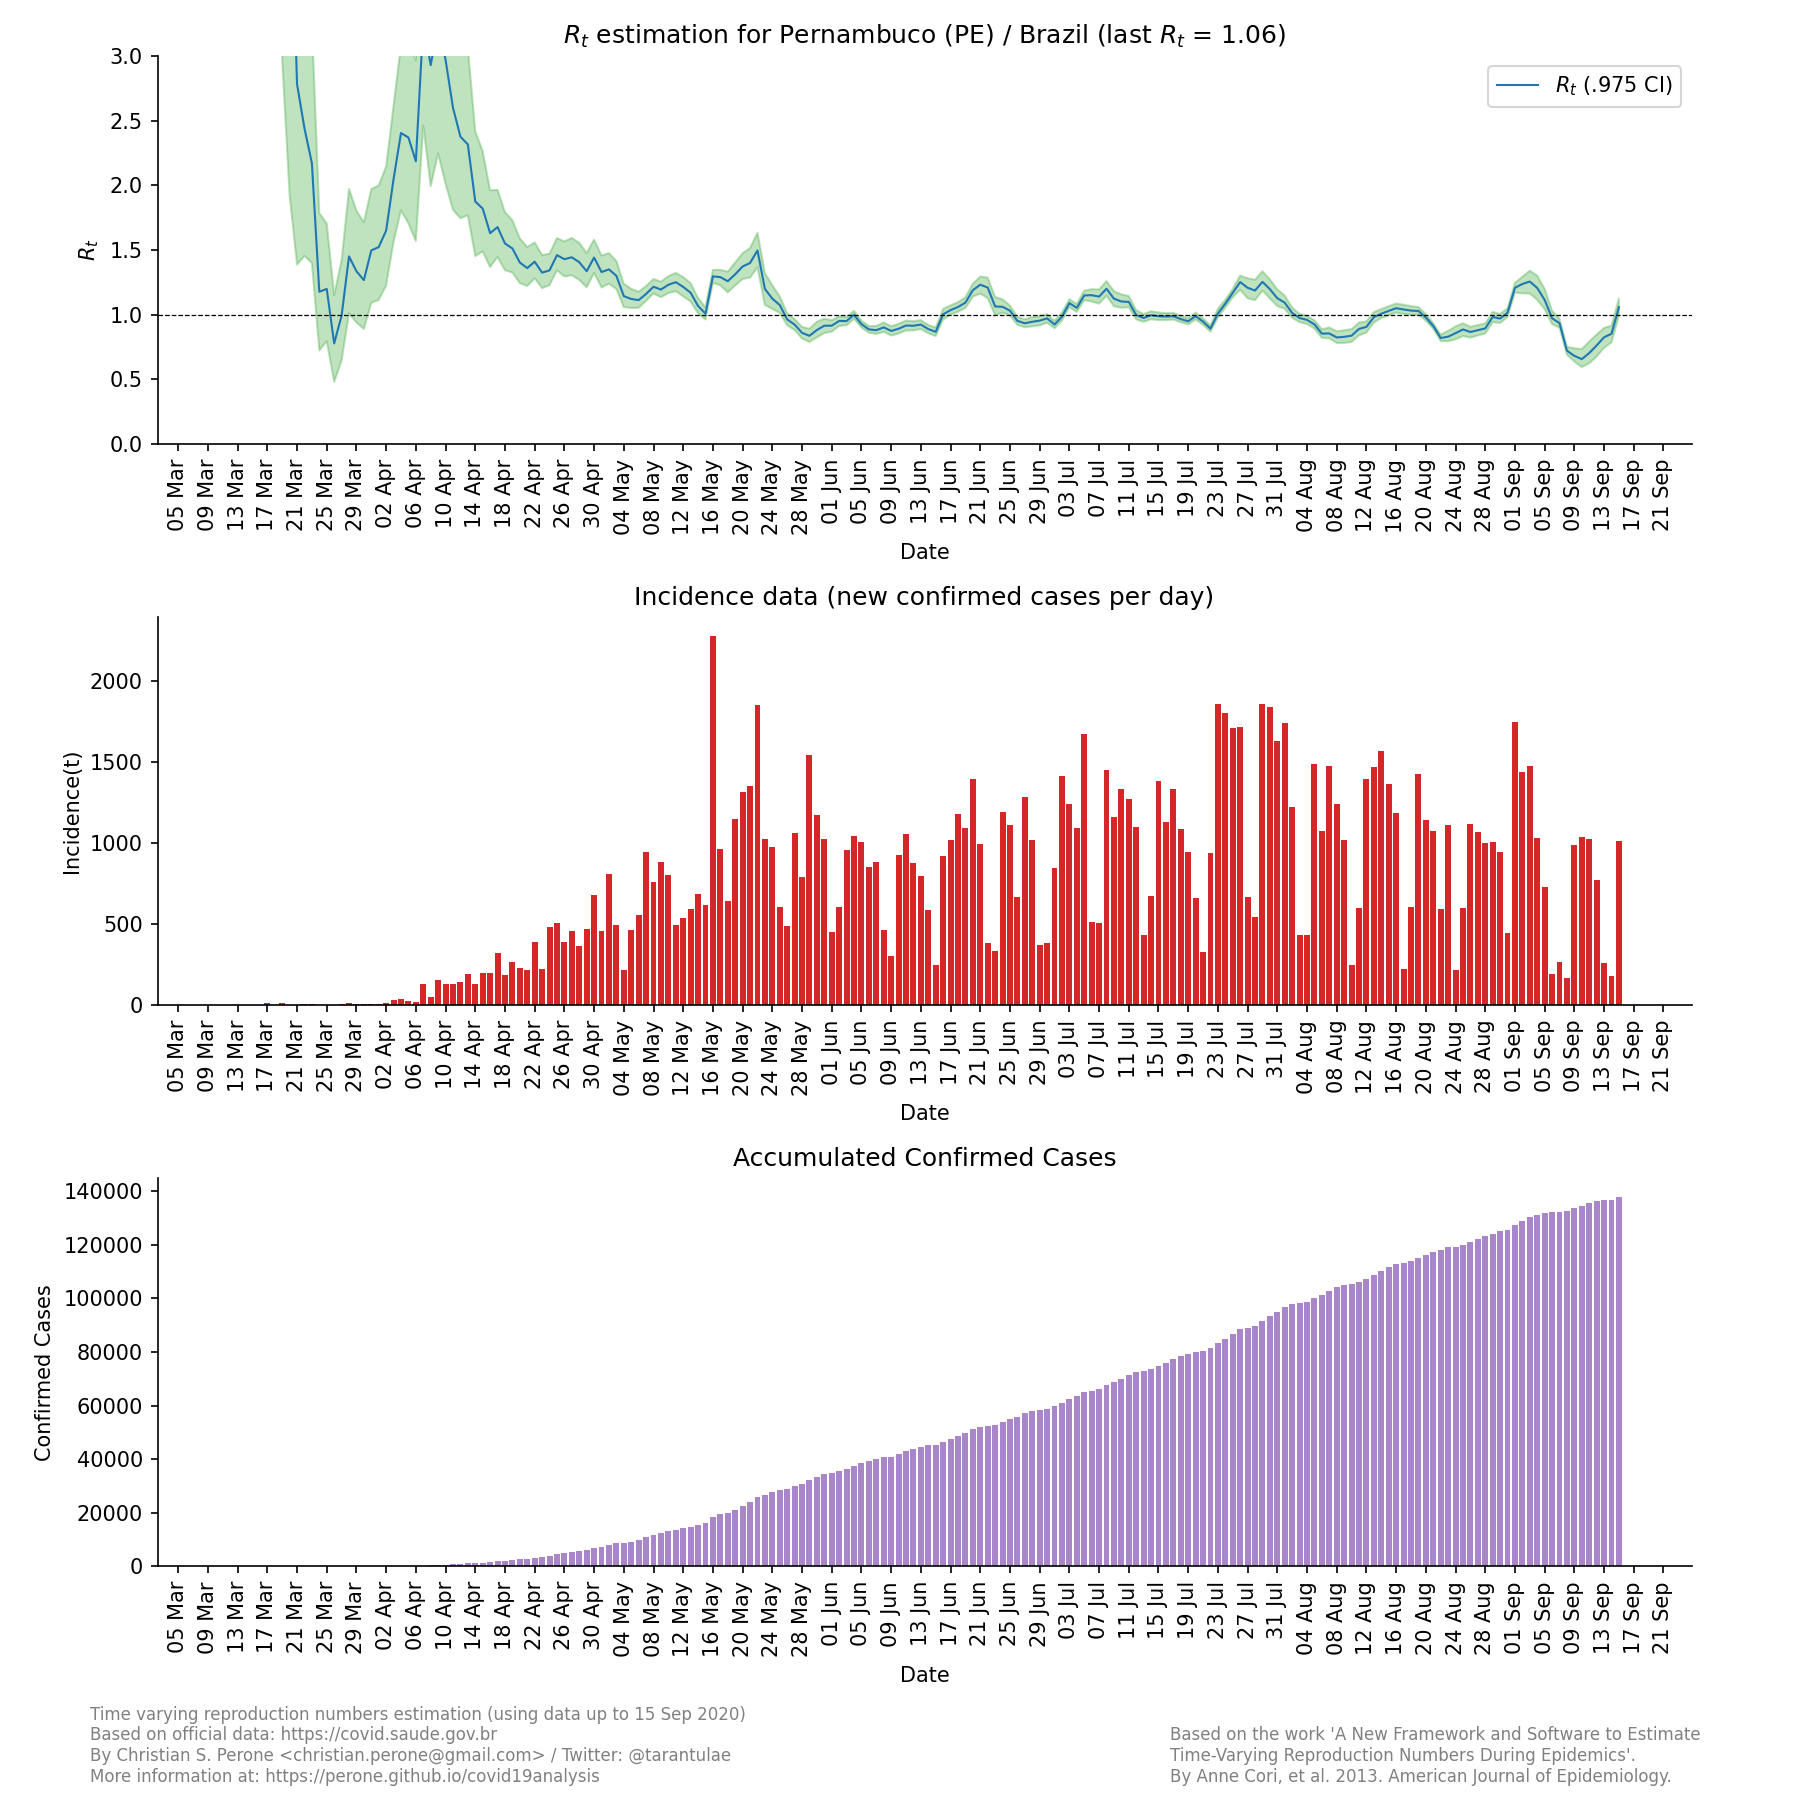 R_t estimation for Pernambuco (PE) / Brazil (last R_t = 1.06)
3.0
2.5
2.0
1.5
1.0
0.5
0.0
R_t
R_t (.975 CI)
05 Mar 09 Mar 13 Mar 17 Mar 21 Mar 25 Mar 29 Mar 02 Apr 06 Apr 10 Apr 14 Apr 18 Apr 22 Apr 26 Apr 30 Apr 04 May 08 May 12 May 16 May 20 May 24 May 28 May 01 Jun 05 Jun 09 Jun 13 Jun 17 Jun 21 Jun 25 Jun 29 Jun 03 Jul 07 Jul 11 Jul 15 Jul 19 Jul 23 Jul 27 Jul 31 Jul 04 Aug 08 Aug 12 Aug 16 Aug 20 Aug 24 Aug 28 Aug 01 Sep 05 Sep 09 Sep 13 Sep 17 Sep 21 Sep
Date
Incidence data (new confirmed cases per day)
2000
1500
1000
500
0
Incidence(t)
05 Mar 09 Mar 13 Mar 17 Mar 21 Mar 25 Mar 29 Mar 02 Apr 06 Apr 10 Apr 14 Apr 18 Apr 22 Apr 26 Apr 30 Apr 04 May 08 May 12 May 16 May 20 May 24 May 28 May 01 Jun 05 Jun 09 Jun 13 Jun 17 Jun 21 Jun 25 Jun 29 Jun 03 Jul 07 Jul 11 Jul 15 Jul 19 Jul 23 Jul 27 Jul 31 Jul 04 Aug 08 Aug 12 Aug 16 Aug 20 Aug 24 Aug 28 Aug 01 Sep 05 Sep 09 Sep 13 Sep 17 Sep 21 Sep
Date
Accumulated Confirmed Cases
140000
120000
100000
80000
60000
40000
20000
0
Confirmed Cases
05 Mar 09 Mar 13 Mar 17 Mar 21 Mar 25 Mar 29 Mar 02 Apr 06 Apr 10 Apr 14 Apr 18 Apr 22 Apr 26 Apr 30 Apr 04 May 08 May 12 May 16 May 20 May 24 May 28 May 01 Jun 05 Jun 09 Jun 13 Jun 17 Jun 21 Jun 25 Jun 29 Jun 03 Jul 07 Jul 11 Jul 15 Jul 19 Jul 23 Jul 27 Jul 31 Jul 04 Aug 08 Aug 12 Aug 16 Aug 20 Aug 24 Aug 28 Aug 01 Sep 05 Sep 09 Sep 13 Sep 17 Sep 21 Sep
Date
Time varying reproduction numbers estimation (using data up to 15 Sep 2020)
Based on official data: https://covid.saude.gov.br
By Christian S. Perone <christian.perone@gmail.com> / Twitter: @tarantulae
More information at: https://perone.github.io/covid19analysis
Based on the work 'A New Framework and Software to Estimate
Time-Varying Reproduction Numbers During Epidemics'.
By Anne Cori, et al. 2013. American Journal of Epidemiology.